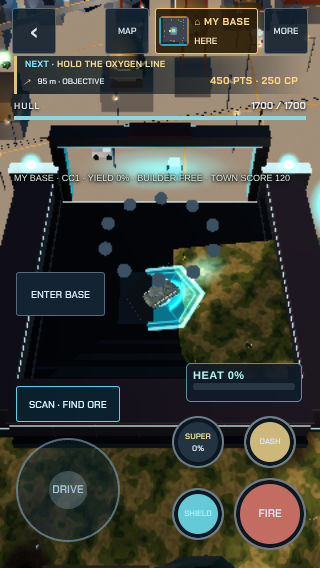 ‹
MAP
⌂ MY BASE
HERE
MORE
NEXT · HOLD THE OXYGEN LINE
↗ 95 m · OBJECTIVE
450 PTS · 250 CP
HULL
1700 / 1700
MY BASE · CC1 · YIELD 0% · BUILDER FREE · TOWN SCORE 120
ENTER BASE
HEAT 0%
SCAN · FIND ORE
SUPER
0%
DASH
DRIVE
SHIELD
FIRE